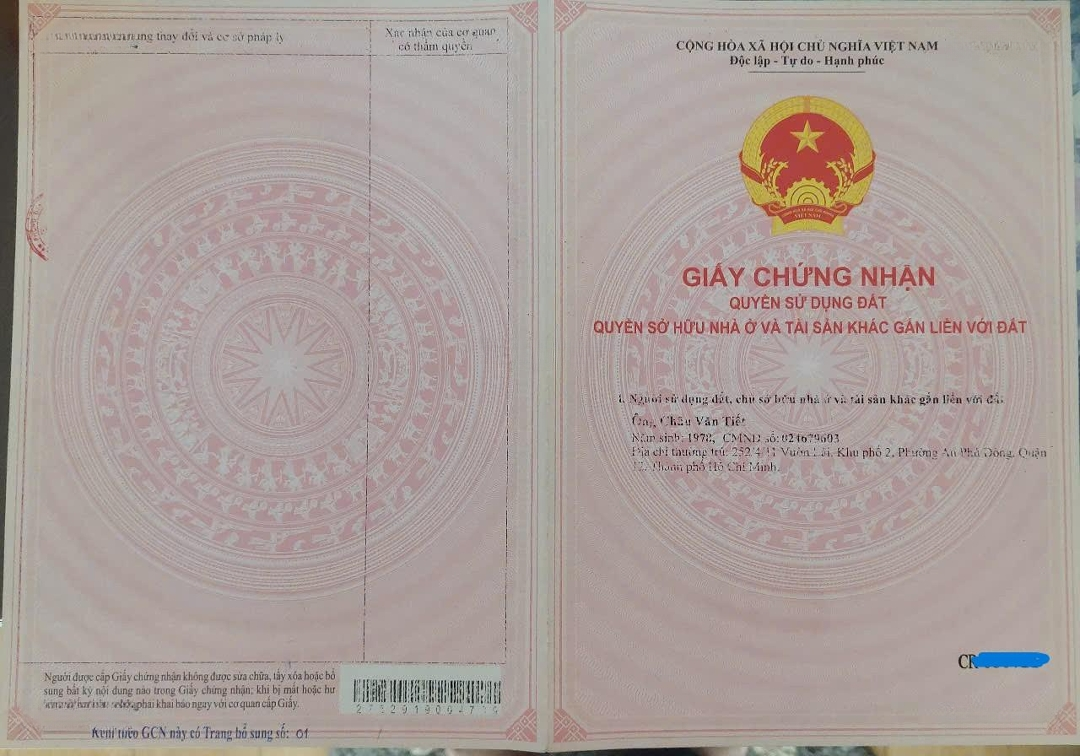 thay đổi và cơ sở pháp lý
Xác nhận của cơ quan
có thẩm quyền
Người được cấp Giấy chứng nhận không được sửa chữa, tẩy xóa hoặc bổ
sung bất kỳ nội dung nào trong Giấy chứng nhận; khi bị mất hoặc hư
phải khai báo ngay với cơ quan cấp Giấy.
Kèm theo GCN này có Trang bổ sung số: 01
CỘNG HÒA XÃ HỘI CHỦ NGHĨA VIỆT NAM
Độc lập - Tự do - Hạnh phúc
VIỆT NAM
GIẤY CHỨNG NHẬN
QUYỀN SỬ DỤNG ĐẤT
QUYỀN SỞ HỮU NHÀ Ở VÀ TÀI SẢN KHÁC GẮN LIỀN VỚI ĐẤT
I. Người sử dụng đất, chủ sở hữu nhà ở và tài sản khác gắn liền với đất
Ông Châu Văn Tiết
Năm sinh: 1978, CMND số: 024679603
Địa chỉ thường trú: Vườn Lài, Khu phố 2, Phường An Phú Đông, Quận
12, Thành phố Hồ Chí Minh.
CR